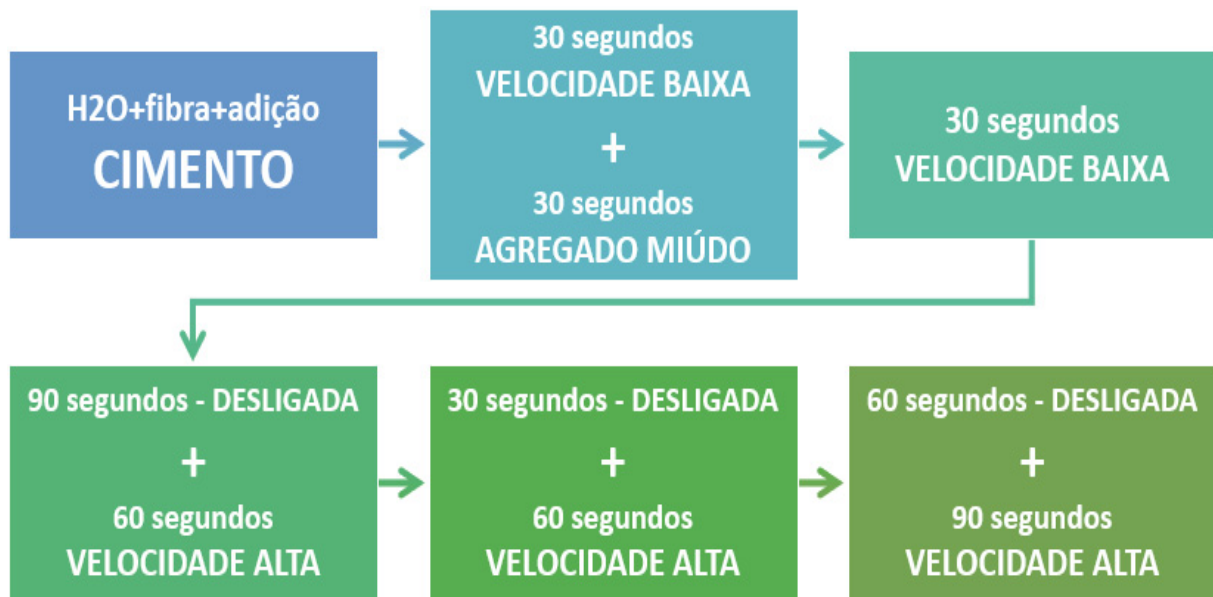 H2O+fibra+adição
CIMENTO
30 segundos
VELOCIDADE BAIXA
+
30 segundos
AGREGADO MIÚDO
30 segundos
VELOCIDADE BAIXA
90 segundos - DESLIGADA
+
60 segundos
VELOCIDADE ALTA
30 segundos - DESLIGADA
+
60 segundos
VELOCIDADE ALTA
60 segundos - DESLIGADA
+
90 segundos
VELOCIDADE ALTA